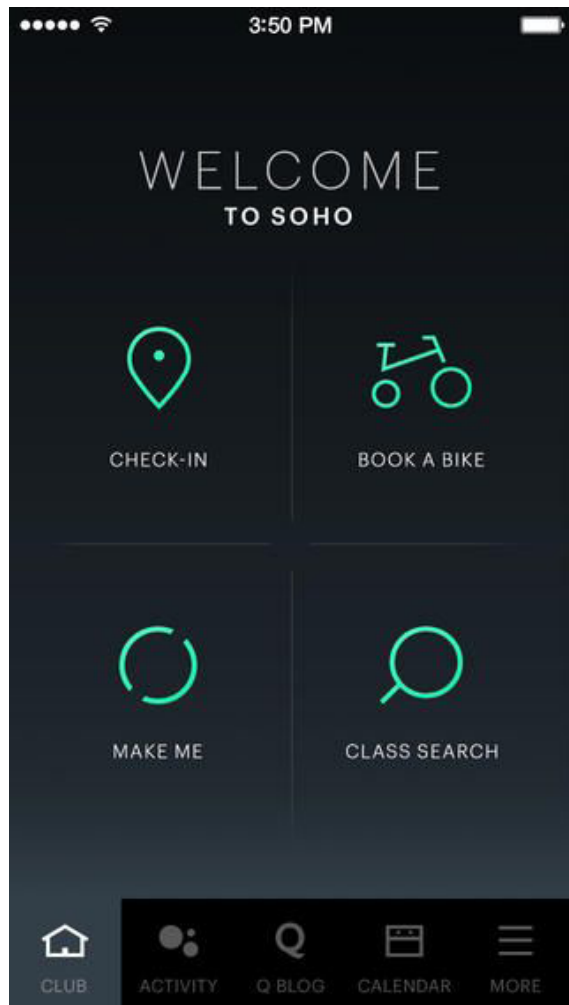 3:50 PM
WELCOME
TO SOHO
CHECK-IN
BOOK A BIKE
MAKE ME
CLASS SEARCH
Q
CLUB
ACTIVITY
Q BLOG
CALENDAR
MORE